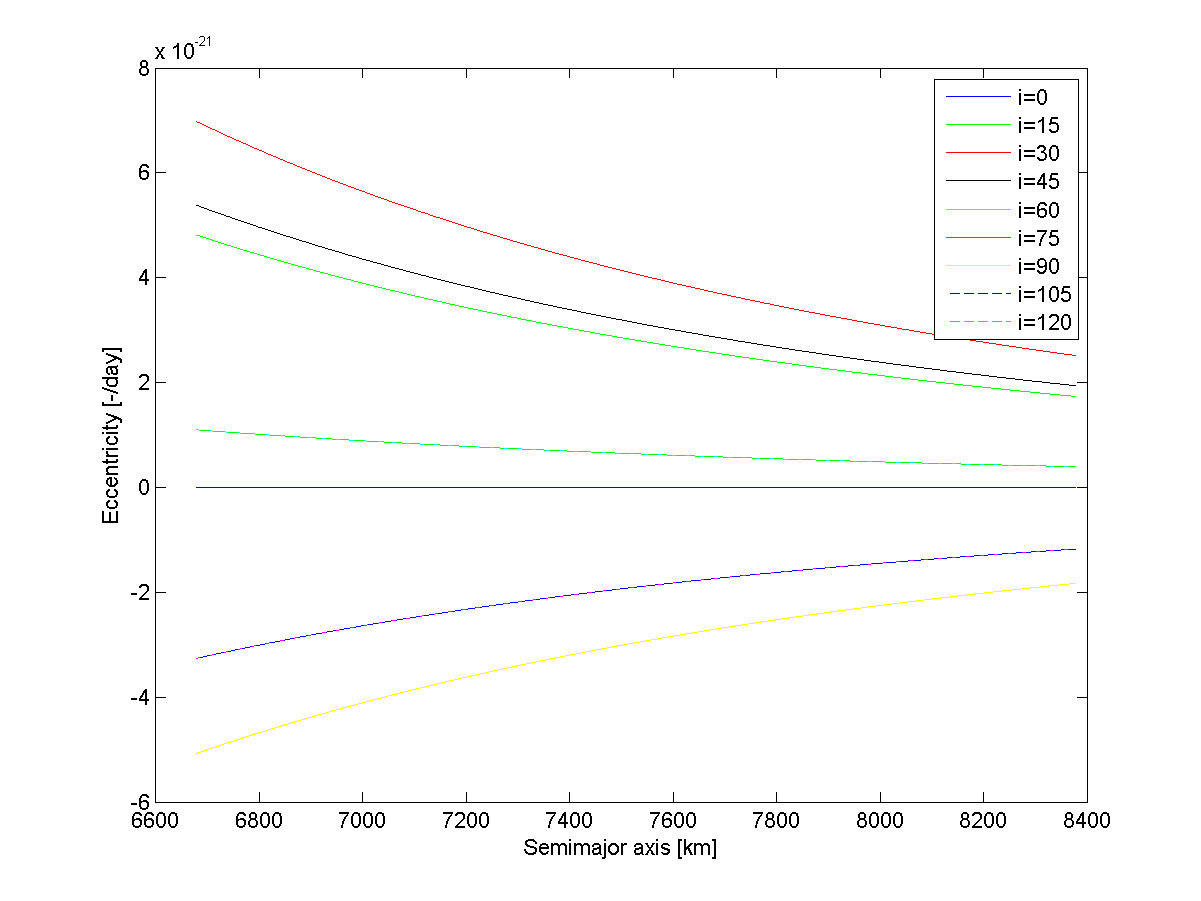 x 10-21
8
6
4
2
0
-2
-4
-6
Eccentricity [-/day]
i=0
i=15
i=30
i=45
i=60
i=75
i=90
i=105
i=120
6600 6800 7000 7200 7400 7600 7800 8000 8200 8400
Semimajor axis [km]